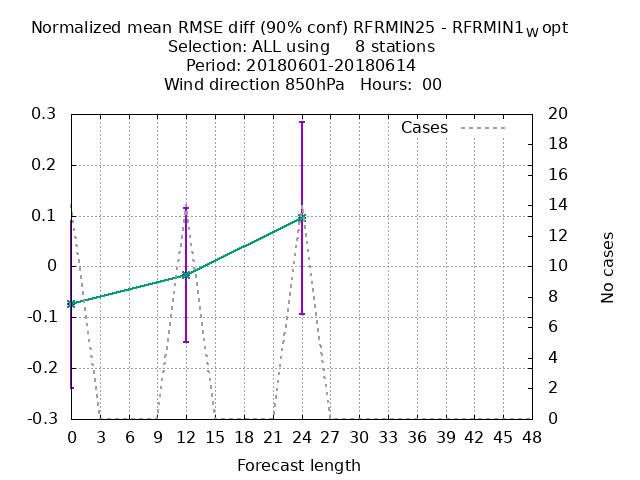 Normalized mean RMSE diff (90% conf) RFRMIN25 - RFRMIN1W opt
Selection: ALL using     8 stations
Period: 20180601-20180614
Wind direction 850hPa   Hours:  00
Cases
0.3
0.2
0.1
0
-0.1
-0.2
-0.3
20
18
16
14
12
10
8
6
4
2
0
No cases
0 3 6 9 12 15 18 21 24 27 30 33 36 39 42 45 48
Forecast length